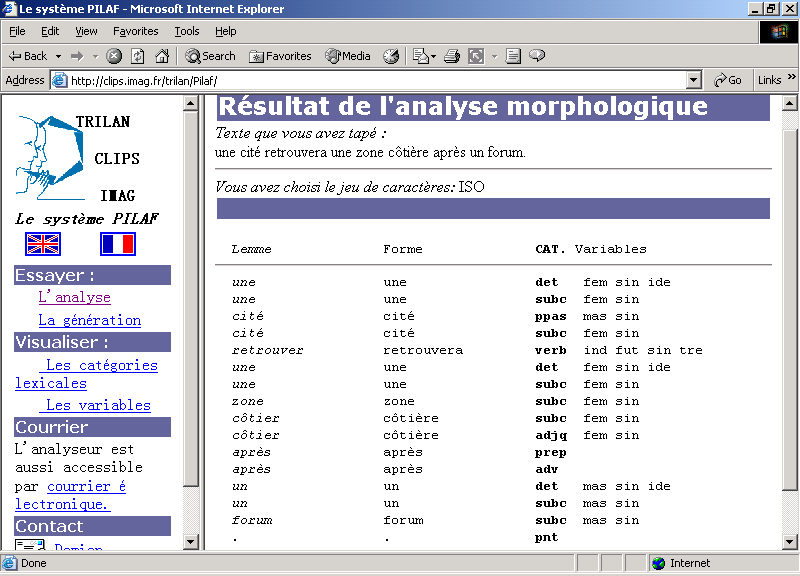 Le système PILAF - Microsoft Internet Explorer
File Edit View Favorites Tools Help
Back Search Favorites Media
Address http://clips.imag.fr/trilan/Pilaf/ Go Links »
TRILAN
CLIPS
IMAG
Le système PILAF
Essayer :
L'analyse
La génération
Visualiser :
Les catégories
lexicales
Les variables
Courrier
L'analyseur est
aussi accessible
par courrier é
lectronique.
Contact
Damien
Résultat de l'analyse morphologique
Texte que vous avez tapé :
une cité retrouvera une zone côtière après un forum.
Vous avez choisi le jeu de caractères: ISO
Lemme Forme CAT. Variables
une une det fem sin ide
une une subc fem sin
cité cité ppas mas sin
cité cité subc fem sin
retrouver retrouvera verb ind fut sin tre
une une det fem sin ide
une une subc fem sin
zone zone subc fem sin
côtier côtière subc fem sin
côtier côtière adjq fem sin
après après prep
après après adv
un un det mas sin ide
un un subc mas sin
forum forum subc mas sin
. . pnt
Done Internet